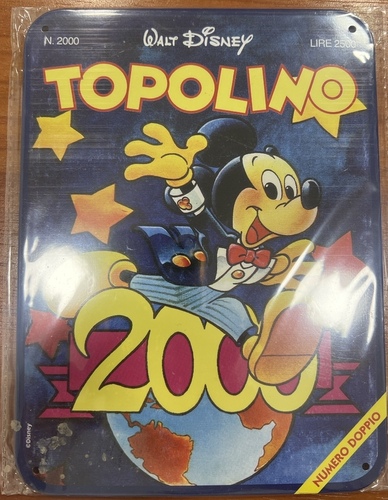 N. 2000
WALT DISNEY
LIRE 2500
TOPOLINO
2000
©Disney
NUMERO DOPPIO